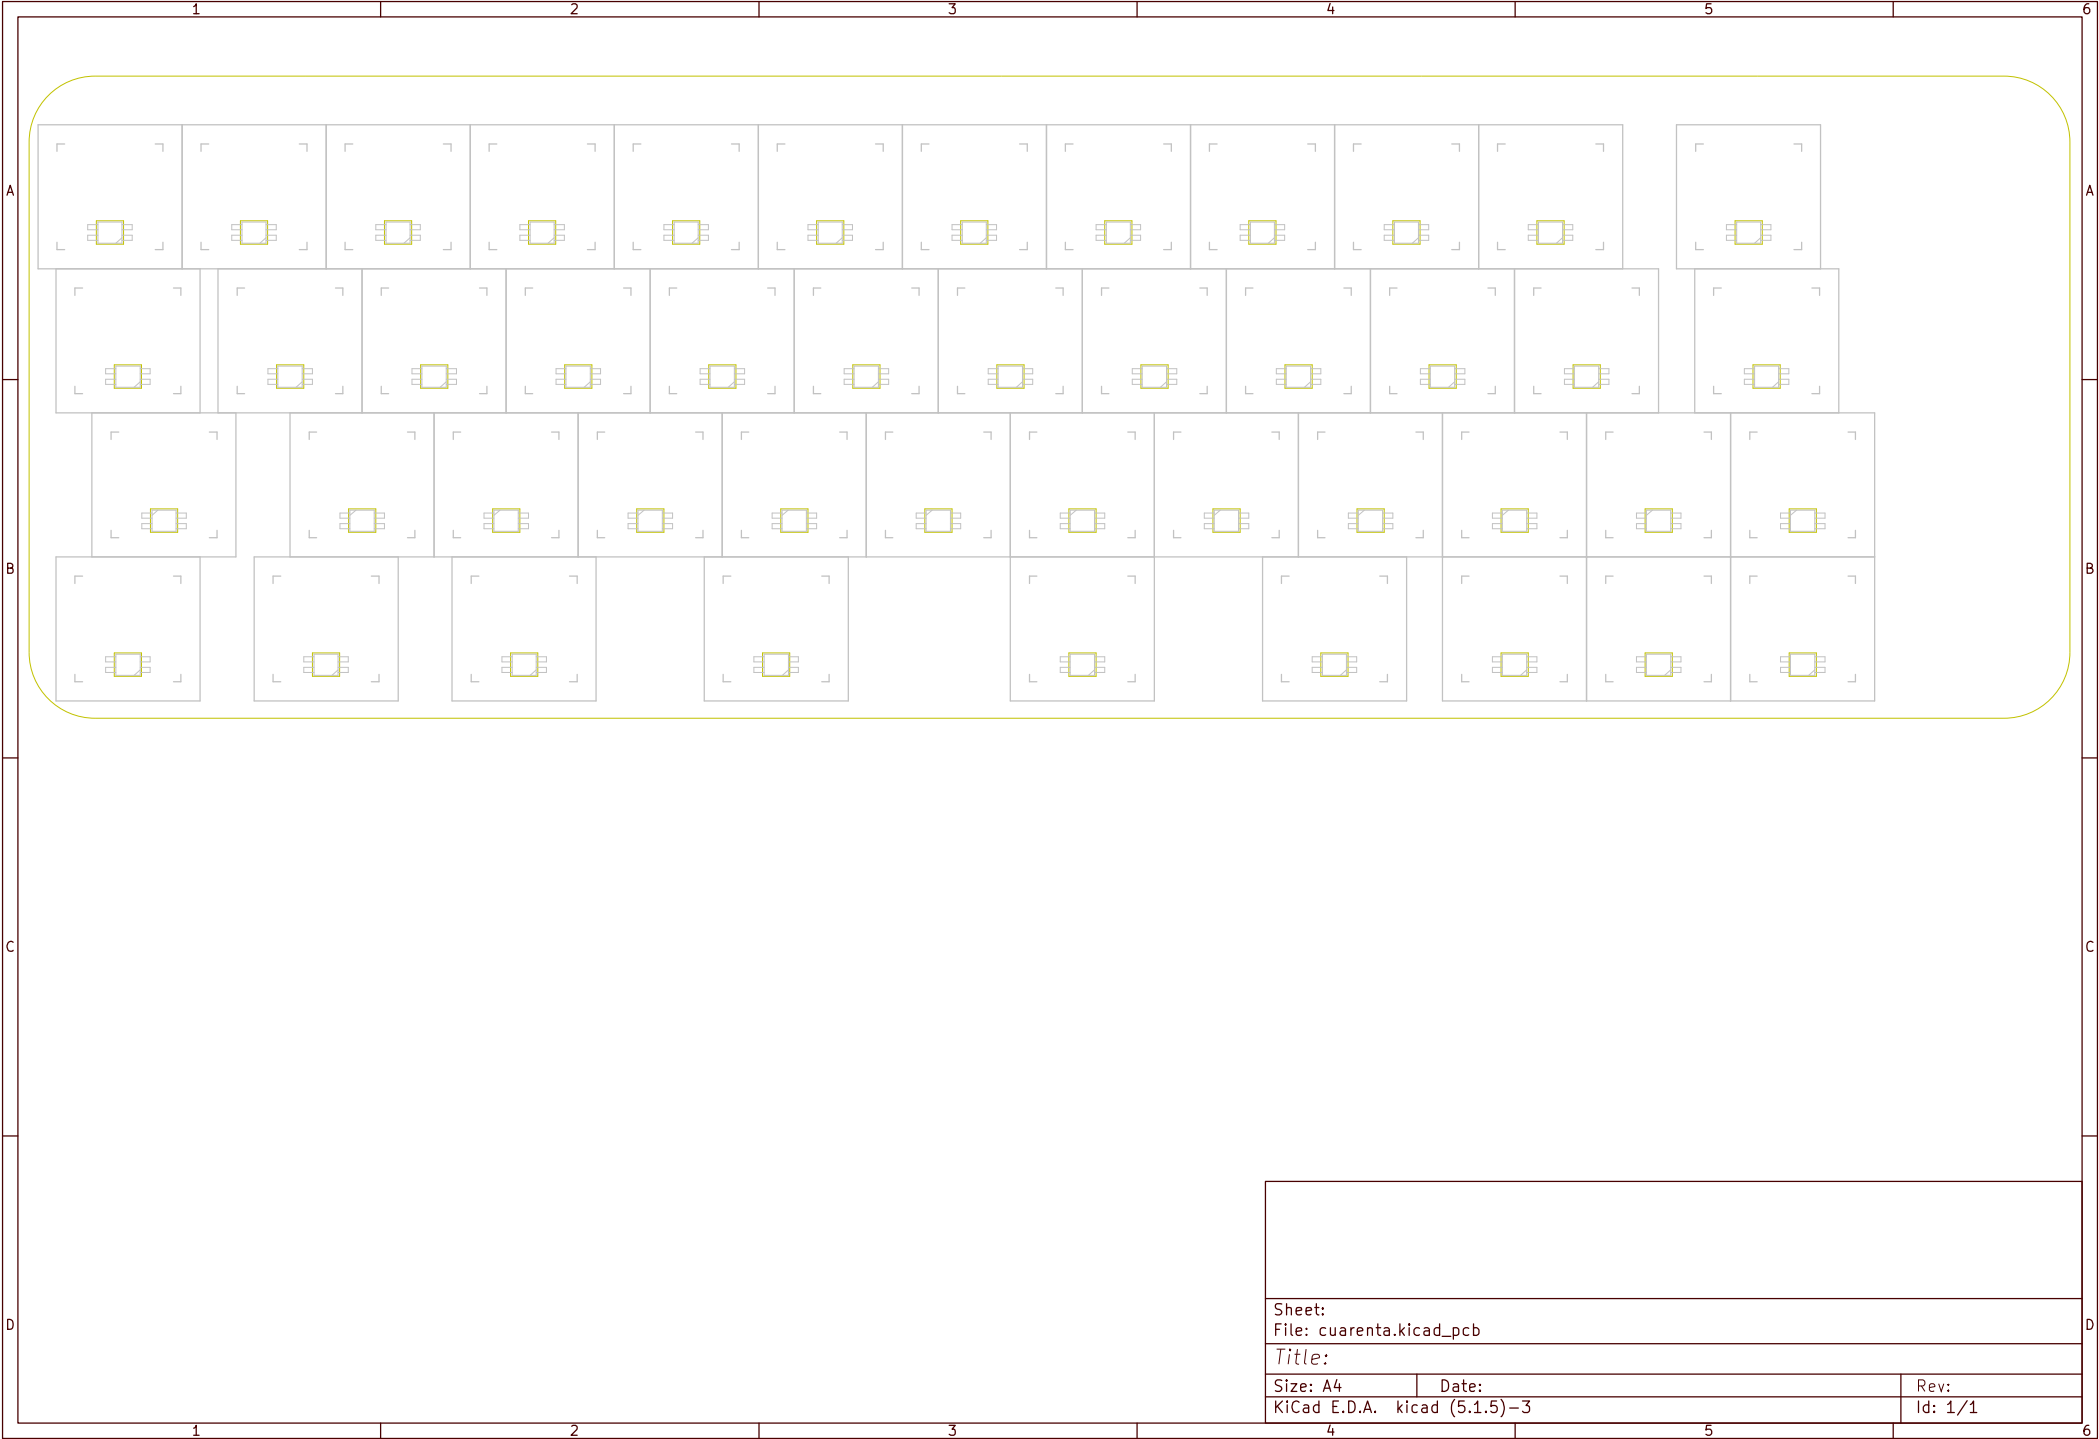 1 2 3 4 5 6
A A
B B
C C
D D
Sheet:
File: cuarenta.kicad_pcb
Title:
Size: A4 Date: Rev:
KiCad E.D.A. kicad (5.1.5)-3 Id: 1/1
1 2 3 4 5 6